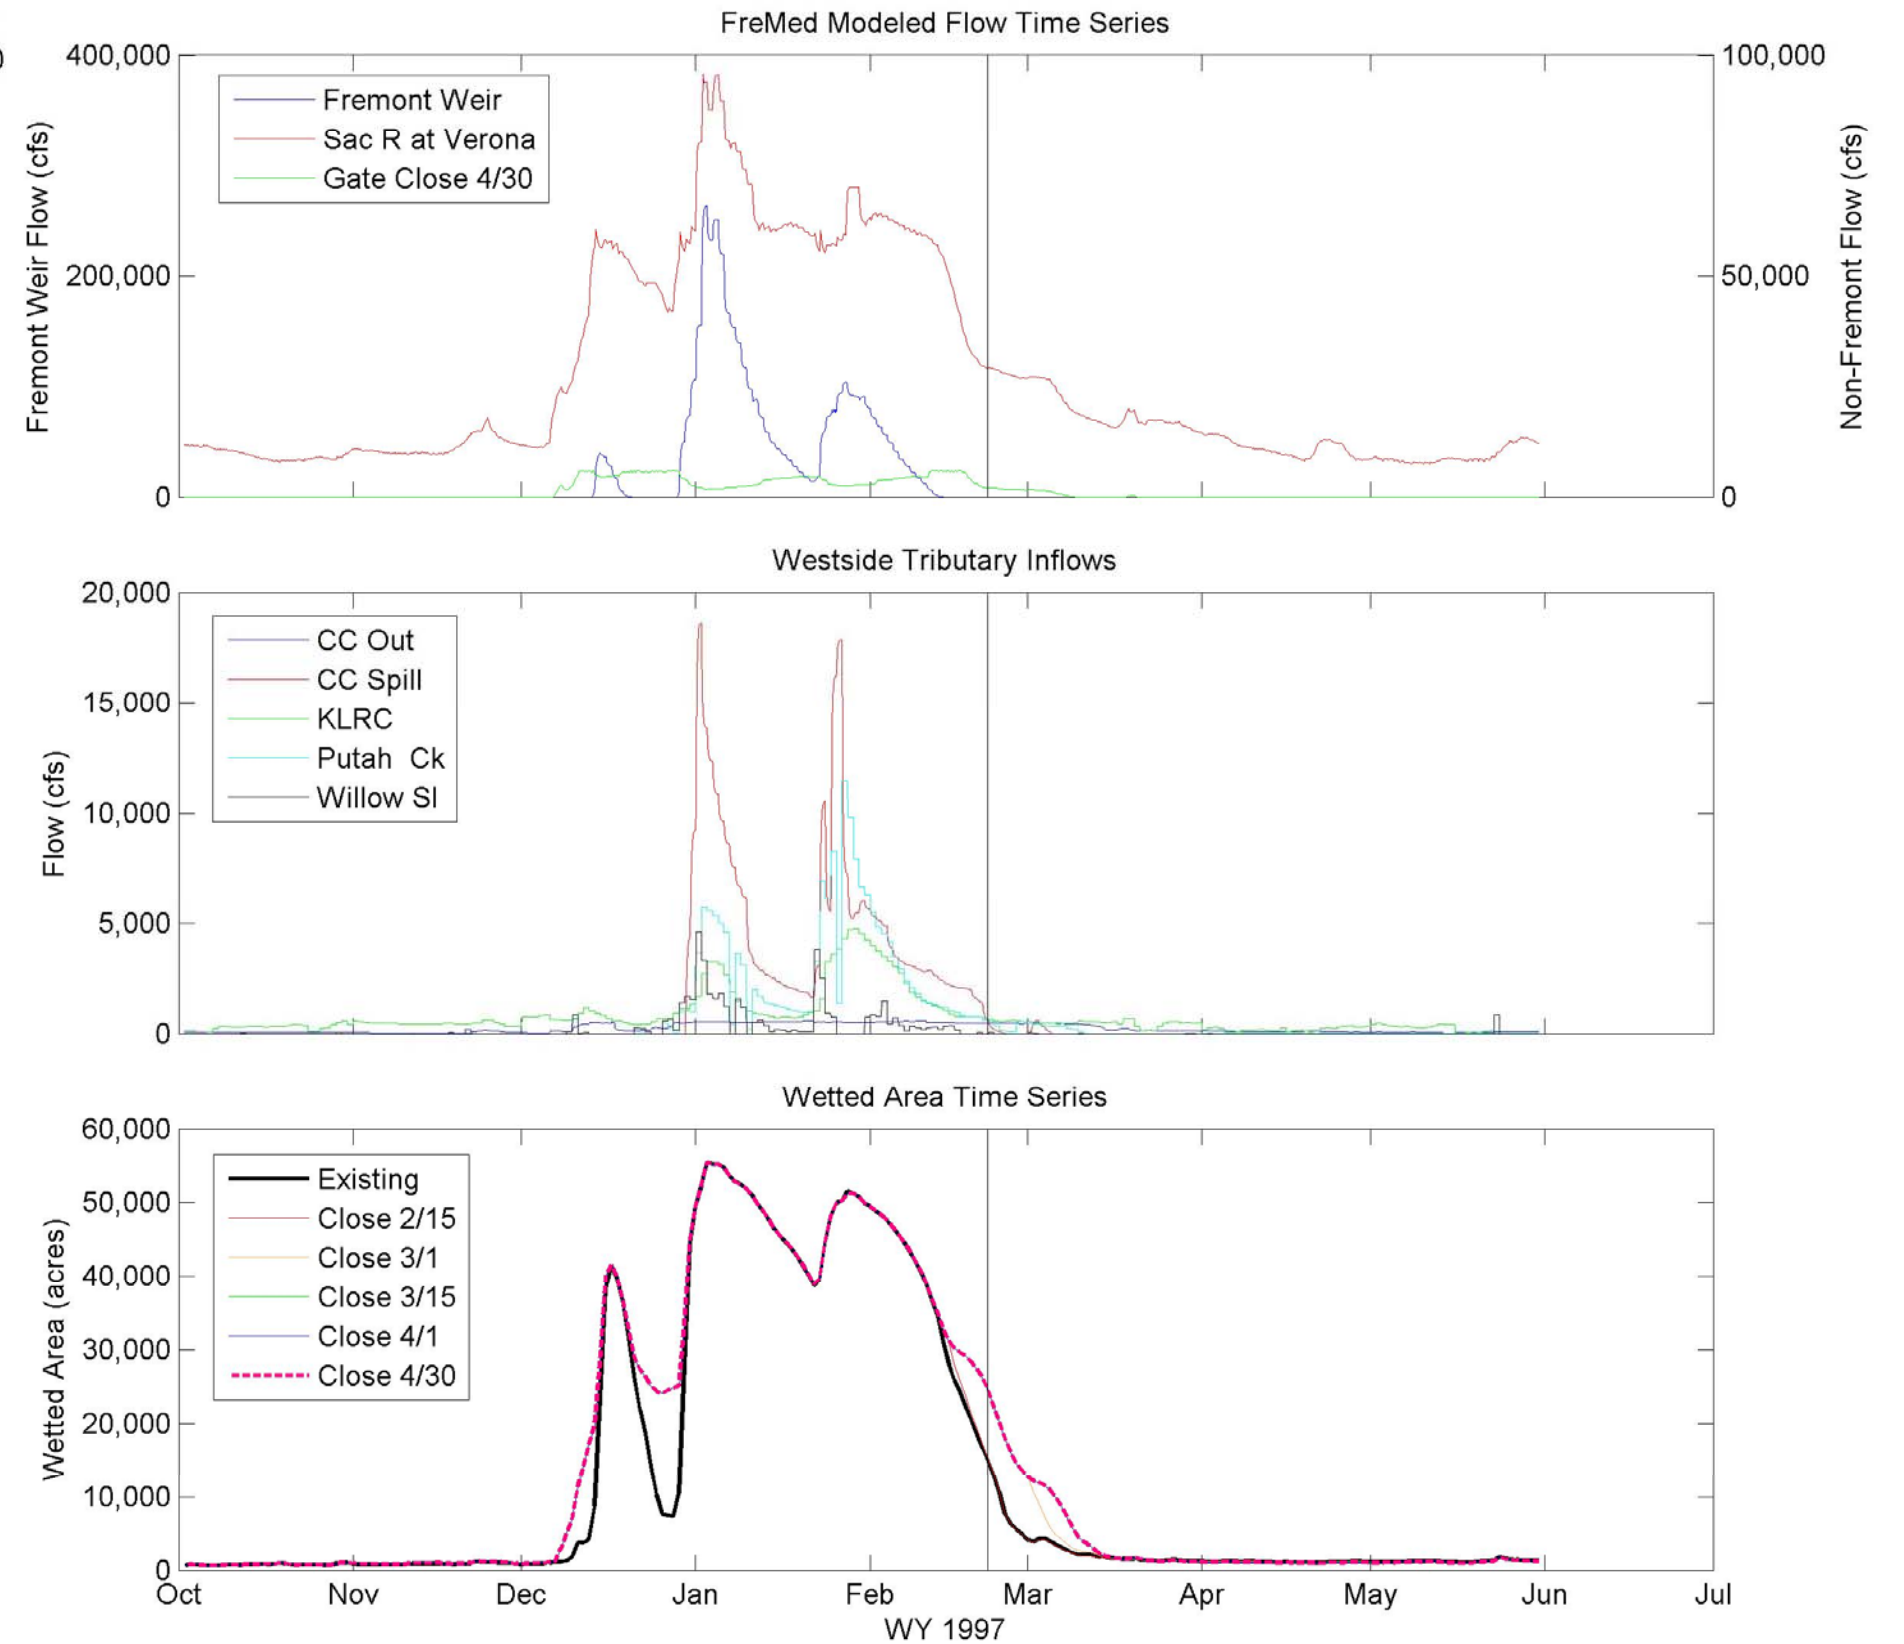 FreMed Modeled Flow Time Series
400,000
200,000
0
100,000
50,000
0
Fremont Weir Flow (cfs)
Non-Fremont Flow (cfs)
Fremont Weir
Sac R at Verona
Gate Close 4/30
Westside Tributary Inflows
20,000
15,000
10,000
5,000
0
Flow (cfs)
CC Out
CC Spill
KLRC
Putah Ck
Willow Sl
Wetted Area Time Series
60,000
50,000
40,000
30,000
20,000
10,000
0
Wetted Area (acres)
Existing
Close 2/15
Close 3/1
Close 3/15
Close 4/1
Close 4/30
Oct Nov Dec Jan Feb Mar Apr May Jun Jul
WY 1997